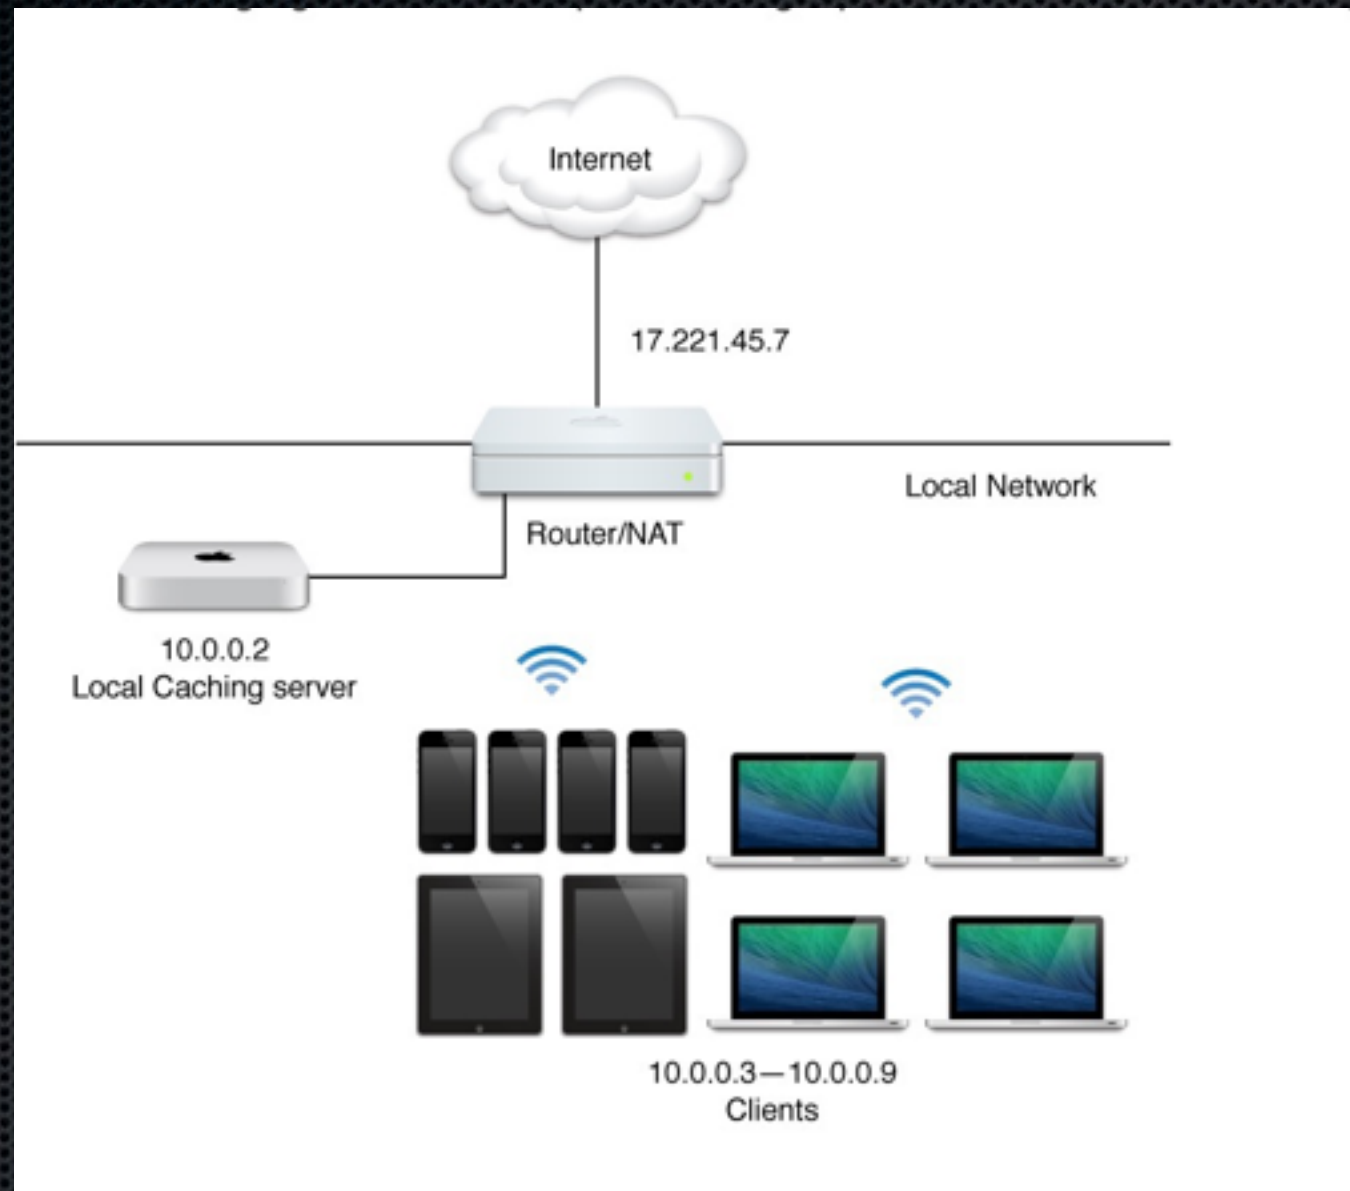 Internet
17.221.45.7
Local Network
Router/NAT
10.0.0.2
Local Caching server
10.0.0.3—10.0.0.9
Clients